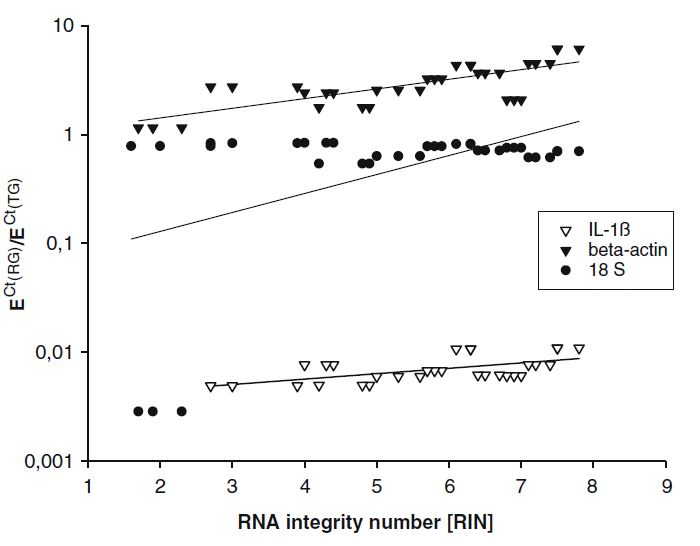 10
1
0,1
0,01
0,001
E^Ct(RG)/E^Ct(TG)
IL-1ß
beta-actin
18 S
1 2 3 4 5 6 7 8 9
RNA integrity number [RIN]